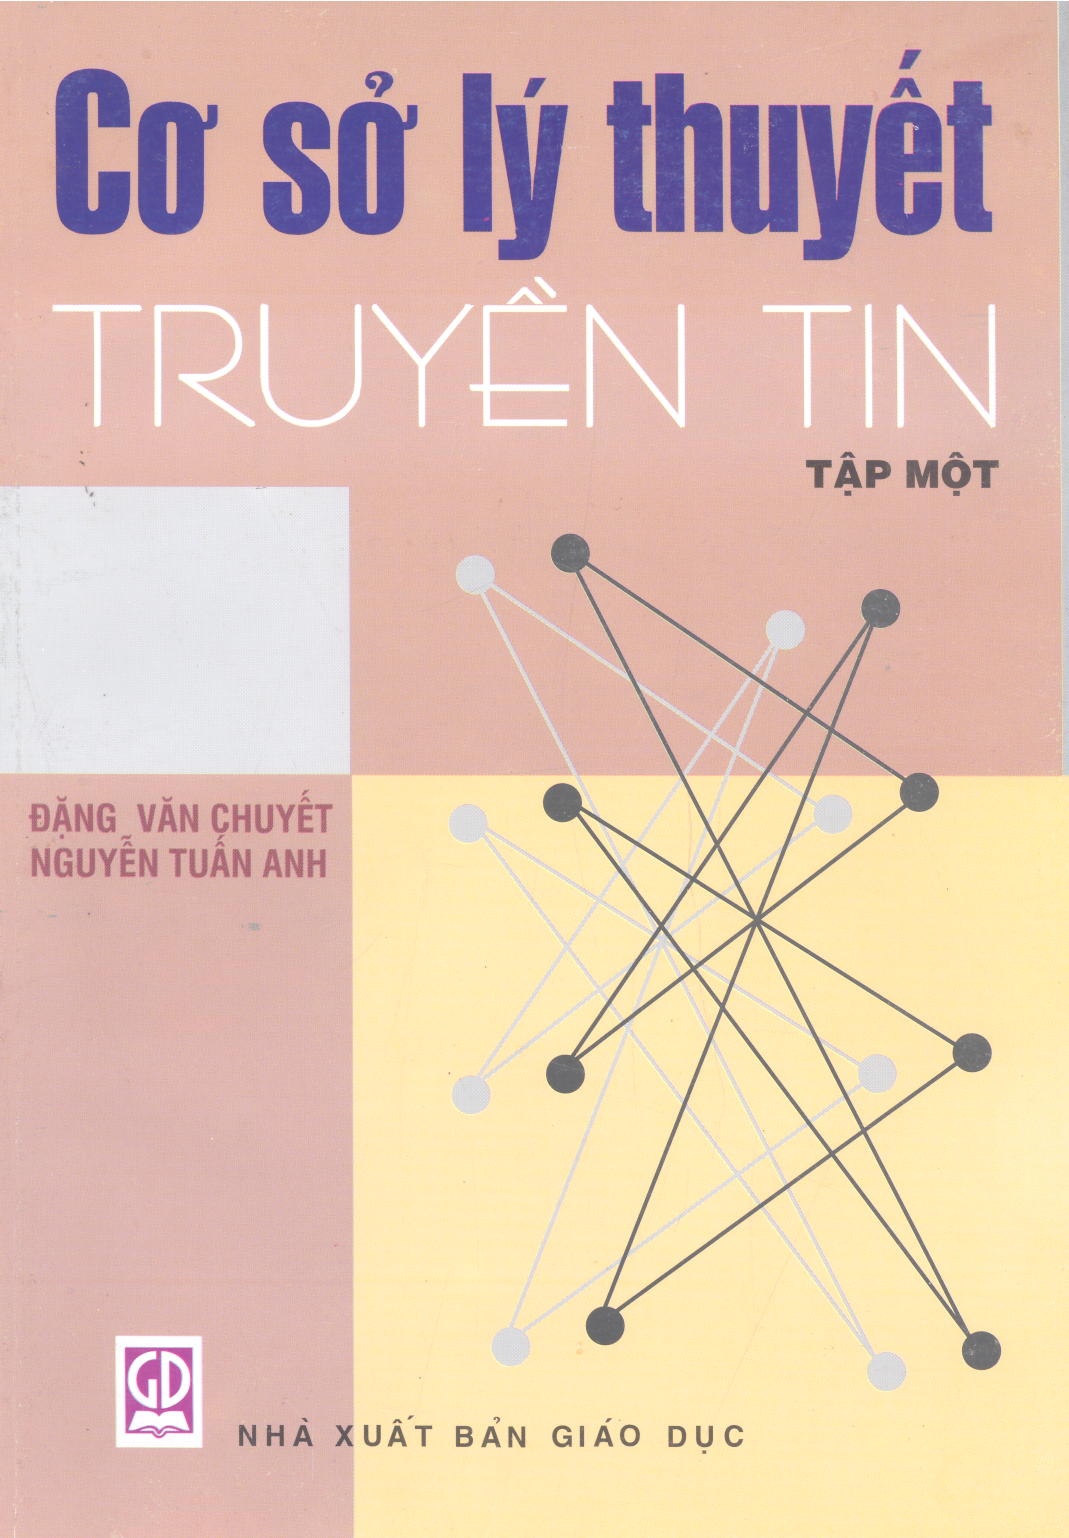 Cơ sở lý thuyết
TRUYỀN TIN
TẬP MỘT
ĐẶNG VĂN CHUYẾT
NGUYỄN TUẤN ANH
GD
NHÀ XUẤT BẢN GIÁO DỤC